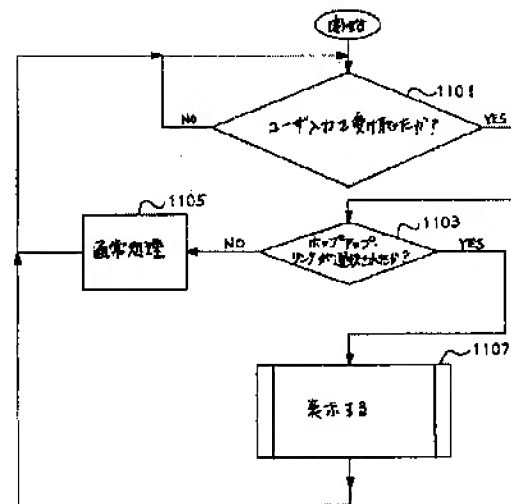 開始
1101
ユーザ入力を受け取ったか?
NO
YES
1105
通常処理
1103
ポップアップ・
リンクが選択されたか?
NO
YES
1107
表示する